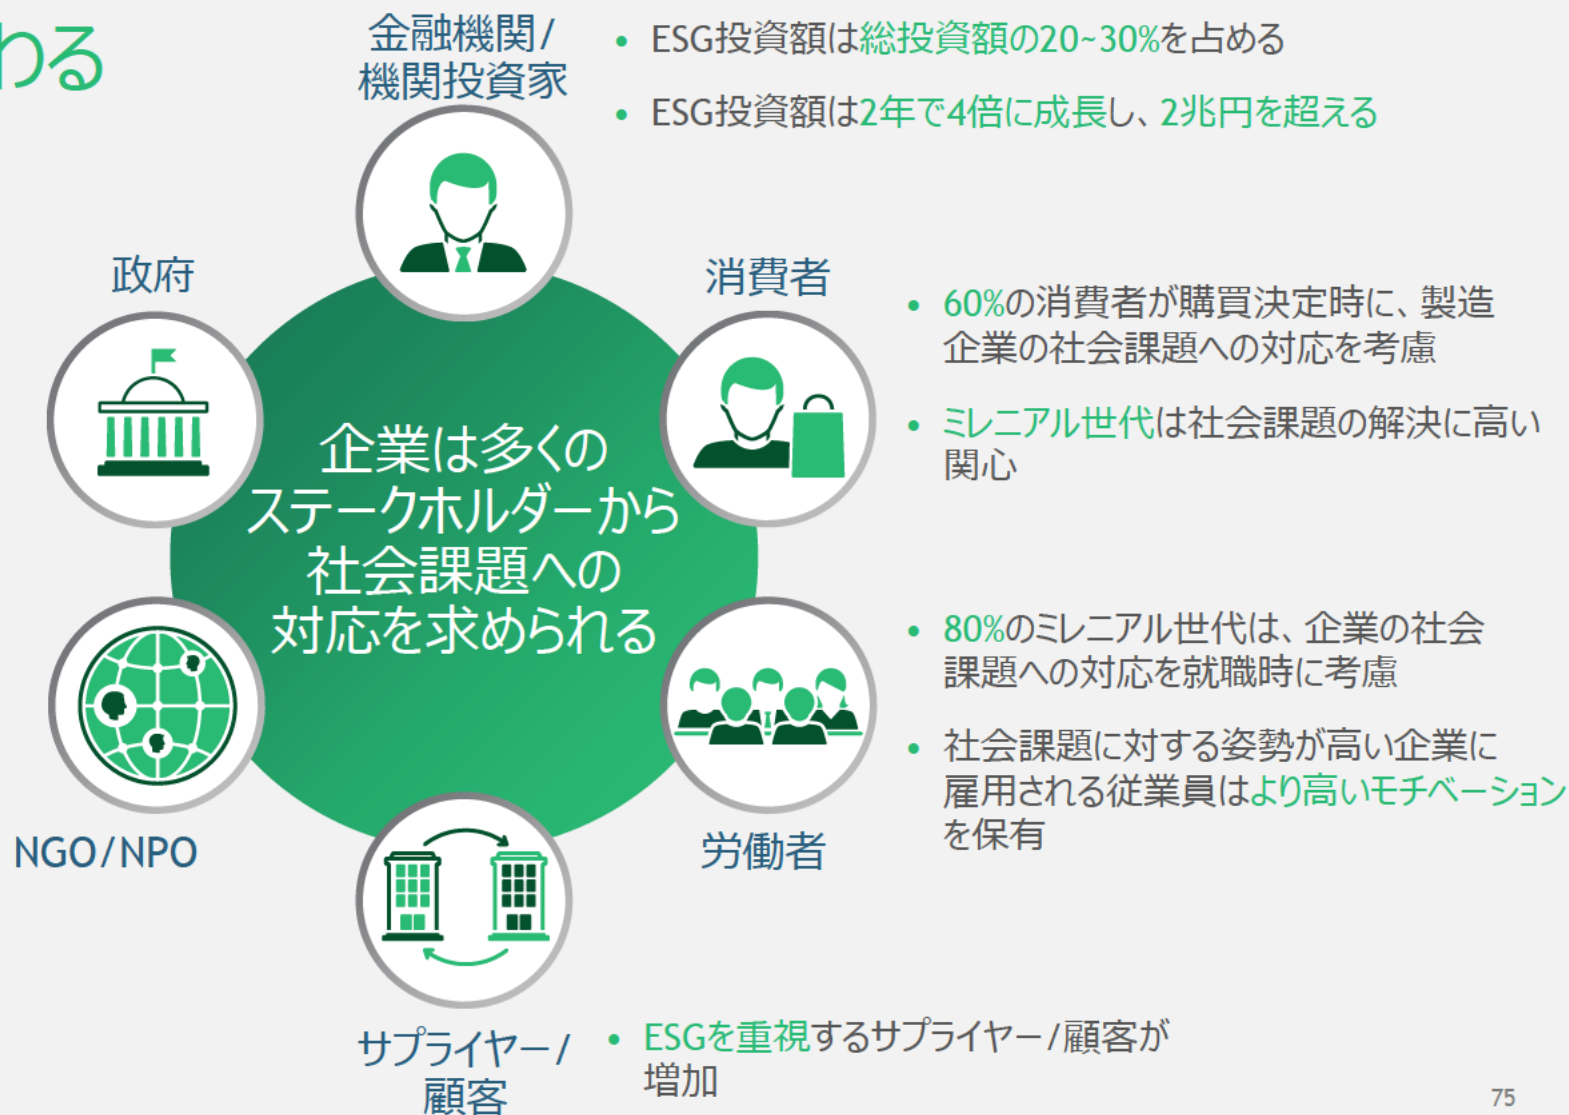 わる
金融機関/
機関投資家
• ESG投資額は総投資額の20~30%を占める
• ESG投資額は2年で4倍に成長し、2兆円を超える
政府
消費者
• 60%の消費者が購買決定時に、製造
企業の社会課題への対応を考慮
• ミレニアル世代は社会課題の解決に高い
関心
企業は多くの
ステークホルダーから
社会課題への
対応を求められる
• 80%のミレニアル世代は、企業の社会
課題への対応を就職時に考慮
• 社会課題に対する姿勢が高い企業に
雇用される従業員はより高いモチベーション
を保有
NGO/NPO
労働者
サプライヤー/
顧客
• ESGを重視するサプライヤー/顧客が
増加
75